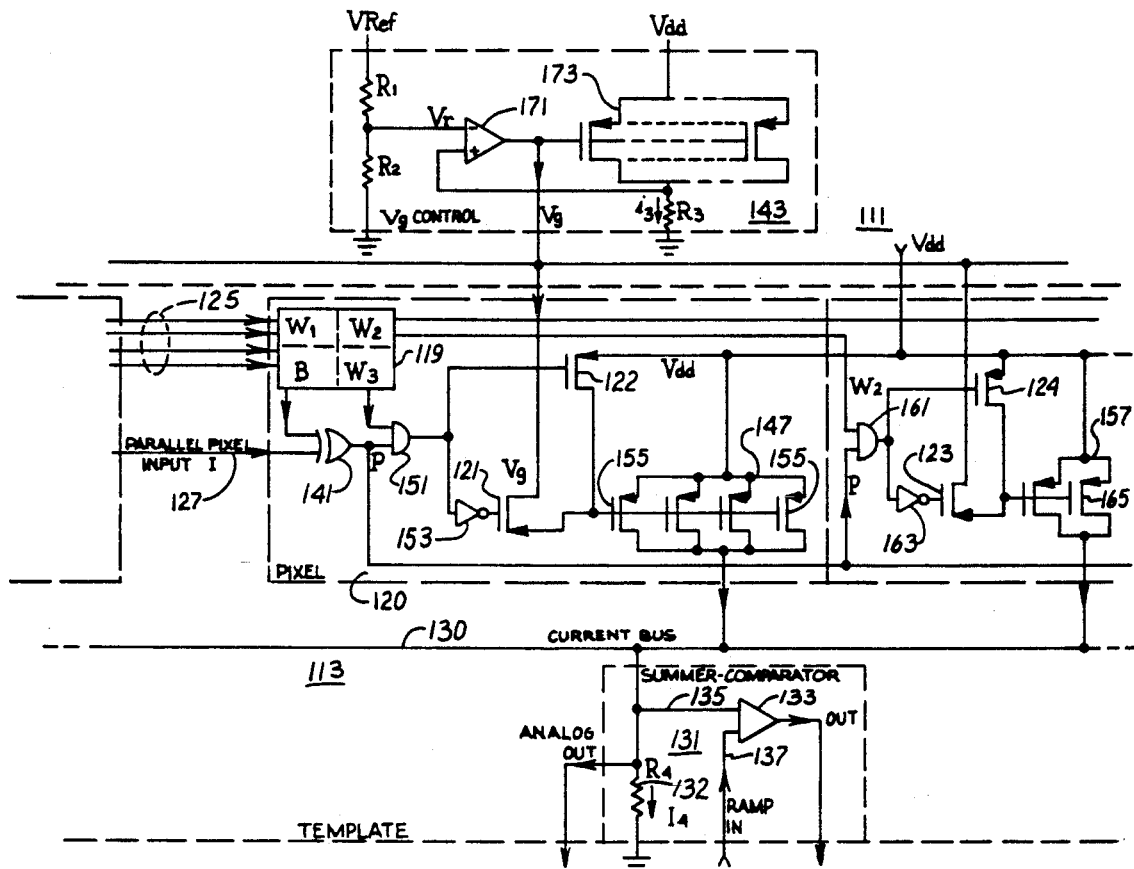 VRef
Vdd
173
R1
171
Vr
-
+
R2
i3
R3
143
Vg CONTROL
Vg
111
Vdd
125
W1
W2
119
B
W3
122
Vdd
W2
161
124
PARALLEL PIXEL
INPUT I
P
151
121
Vg
147
123
157
127
141
155
155
P
165
153
163
PIXEL
120
130
CURRENT BUS
113
SUMMER-COMPARATOR
135
133
OUT
ANALOG
OUT
131
137
R4
132
I4
RAMP
IN
TEMPLATE